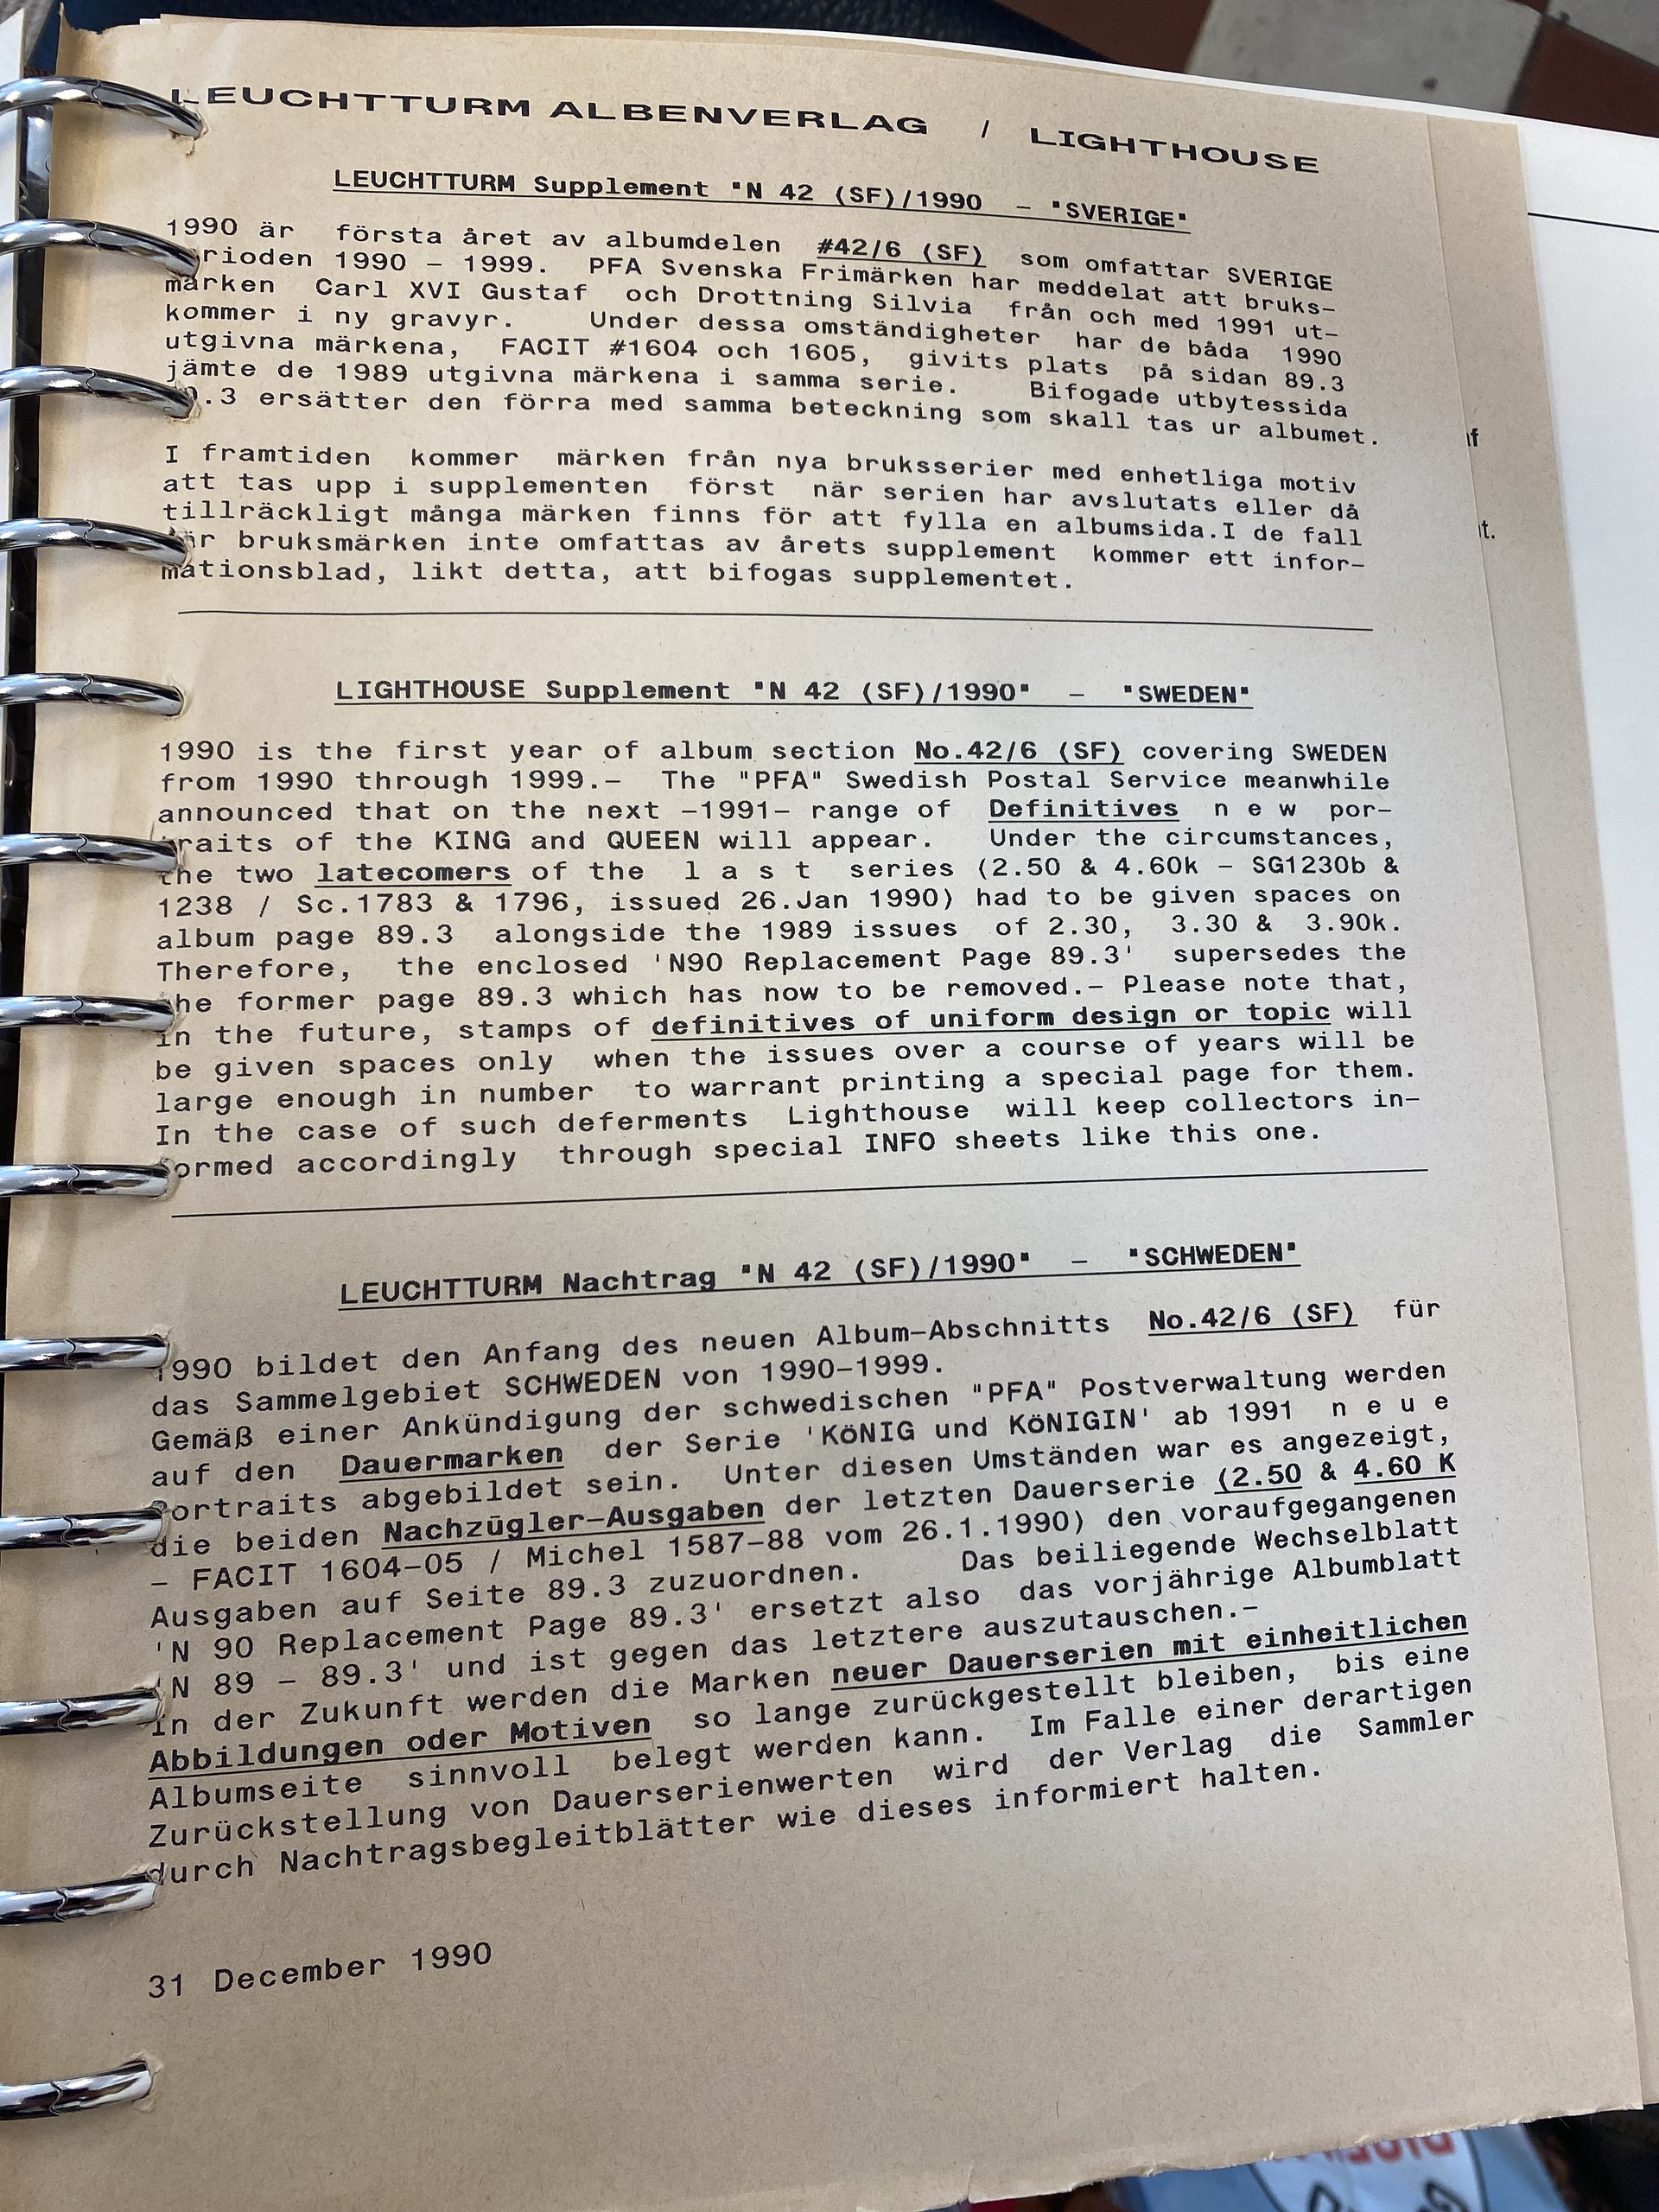 LEUCHTTURM ALBENVERLAG / LIGHTHOUSE
LEUCHTTURM Supplement "N 42 (SF)/1990 – "SVERIGE"
1990 är första året av albumdelen #42/6 (SF) som omfattar SVERIGE
rioden 1990 – 1999. PFA Svenska Frimärken har meddelat att bruks–
märken Carl XVI Gustaf och Drottning Silvia från och med 1991 ut–
kommer i ny gravyr. Under dessa omständigheter har de båda 1990
utgivna märkena, FACIT #1604 och 1605, givits plats på sidan 89.3
jämte de 1989 utgivna märkena i samma serie. Bifogade utbytessida
9.3 ersätter den förra med samma beteckning som skall tas ur albumet.
I framtiden kommer märken från nya bruksserier med enhetliga motiv
att tas upp i supplementen först när serien har avslutats eller då
tillräckligt många märken finns för att fylla en albumsida.I de fall
är bruksmärken inte omfattas av årets supplement kommer ett infor–
mationsblad, likt detta, att bifogas supplementet.
LIGHTHOUSE Supplement "N 42 (SF)/1990" – "SWEDEN"
1990 is the first year of album section No.42/6 (SF) covering SWEDEN
from 1990 through 1999.– The "PFA" Swedish Postal Service meanwhile
announced that on the next –1991– range of Definitives n e w por–
traits of the KING and QUEEN will appear. Under the circumstances,
the two latecomers of the l a s t series (2.50 & 4.60k – SG1230b &
1238 / Sc.1783 & 1796, issued 26.Jan 1990) had to be given spaces on
album page 89.3 alongside the 1989 issues of 2.30, 3.30 & 3.90k.
Therefore, the enclosed 'N90 Replacement Page 89.3' supersedes the
the former page 89.3 which has now to be removed.– Please note that,
in the future, stamps of definitives of uniform design or topic will
be given spaces only when the issues over a course of years will be
large enough in number to warrant printing a special page for them.
In the case of such deferments Lighthouse will keep collectors in–
formed accordingly through special INFO sheets like this one.
LEUCHTTURM Nachtrag "N 42 (SF)/1990" – "SCHWEDEN"
1990 bildet den Anfang des neuen Album–Abschnitts No.42/6 (SF) für
das Sammelgebiet SCHWEDEN von 1990–1999.
Gemäß einer Ankündigung der schwedischen "PFA" Postverwaltung werden
auf den Dauermarken der Serie 'KöNIG und KöNIGIN' ab 1991 n e u e
Portraits abgebildet sein. Unter diesen Umständen war es angezeigt,
die beiden Nachzügler–Ausgaben der letzten Dauerserie (2.50 & 4.60 K
– FACIT 1604–05 / Michel 1587–88 vom 26.1.1990) den voraufgegangenen
Ausgaben auf Seite 89.3 zuzuordnen. Das beiliegende Wechselblatt
'N 90 Replacement Page 89.3' ersetzt also das vorjährige Albumblatt
'N 89 – 89.3' und ist gegen das letztere auszutauschen.–
In der Zukunft werden die Marken neuer Dauerserien mit einheitlichen
Abbildungen oder Motiven so lange zurückgestellt bleiben, bis eine
Albumseite sinnvoll belegt werden kann. Im Falle einer derartigen
Zurückstellung von Dauerserienwerten wird der Verlag die Sammler
durch Nachtragsbegleitblätter wie dieses informiert halten.
31 December 1990